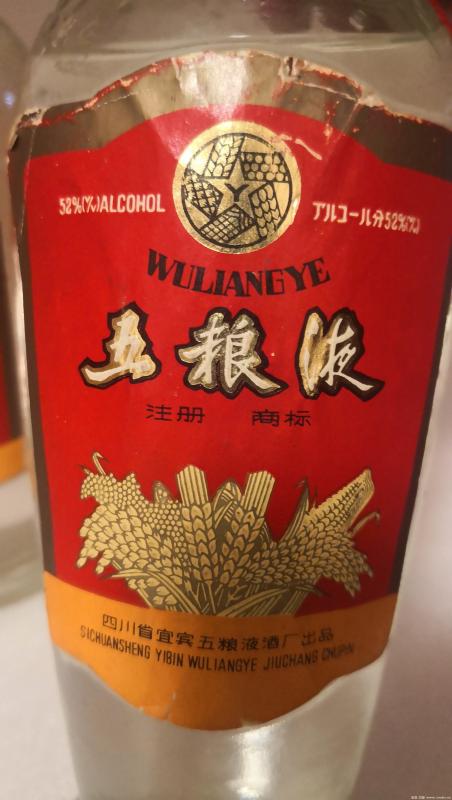 Y
52%(%)ALCOHOL
アルコール分52%(%)
WULIANGYE
五粮液
注册 商标
四川省宜宾五粮液酒厂出品
SICHUANSHENG YIBIN WULIANGYE JIUCHANG CHUPIN